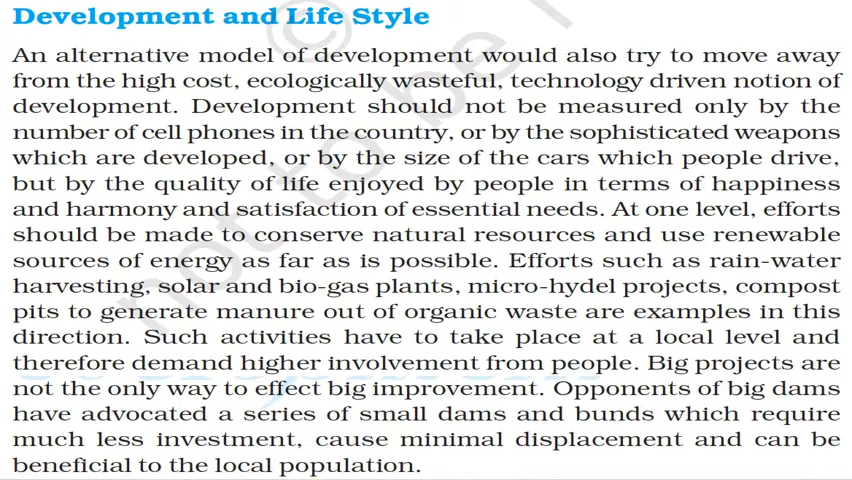 Development and Life Style
An alternative model of development would also try to move away
from the high cost, ecologically wasteful, technology driven notion of
development. Development should not be measured only by the
number of cell phones in the country, or by the sophisticated weapons
which are developed, or by the size of the cars which people drive,
but by the quality of life enjoyed by people in terms of happiness
and harmony and satisfaction of essential needs. At one level, efforts
should be made to conserve natural resources and use renewable
sources of energy as far as is possible. Efforts such as rain-water
harvesting, solar and bio-gas plants, micro-hydel projects, compost
pits to generate manure out of organic waste are examples in this
direction. Such activities have to take place at a local level and
therefore demand higher involvement from people. Big projects are
not the only way to effect big improvement. Opponents of big dams
have advocated a series of small dams and bunds which require
much less investment, cause minimal displacement and can be
beneficial to the local population.
©
not to be r